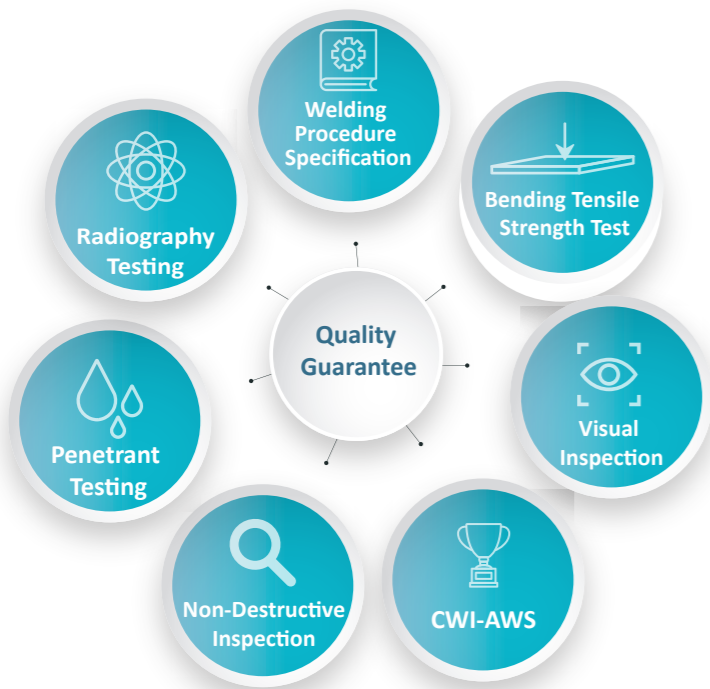 Welding
Procedure
Specification
Bending Tensile
Strength Test
Radiography
Testing
Quality
Guarantee
Visual
Inspection
Penetrant
Testing
Non-Destructive
Inspection
CWI-AWS